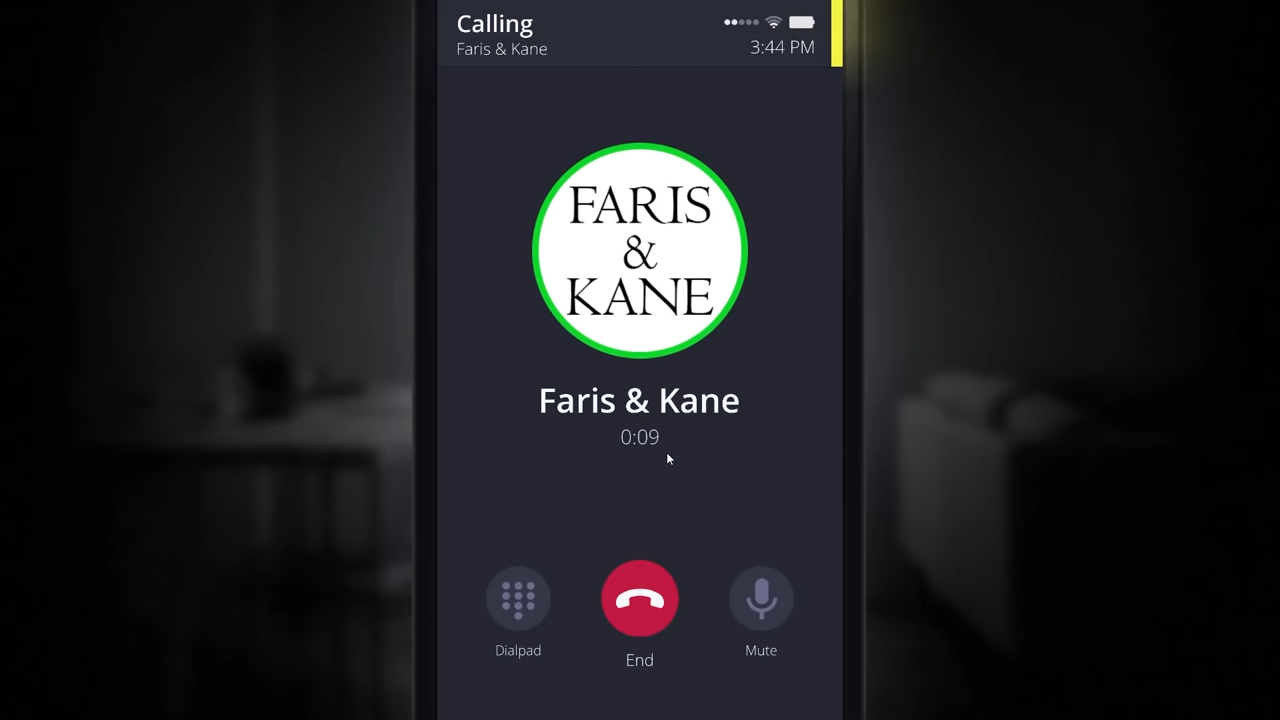 Calling
Faris & Kane
3:44 PM
FARIS
&
KANE
Faris & Kane
0:09
Dialpad
End
Mute